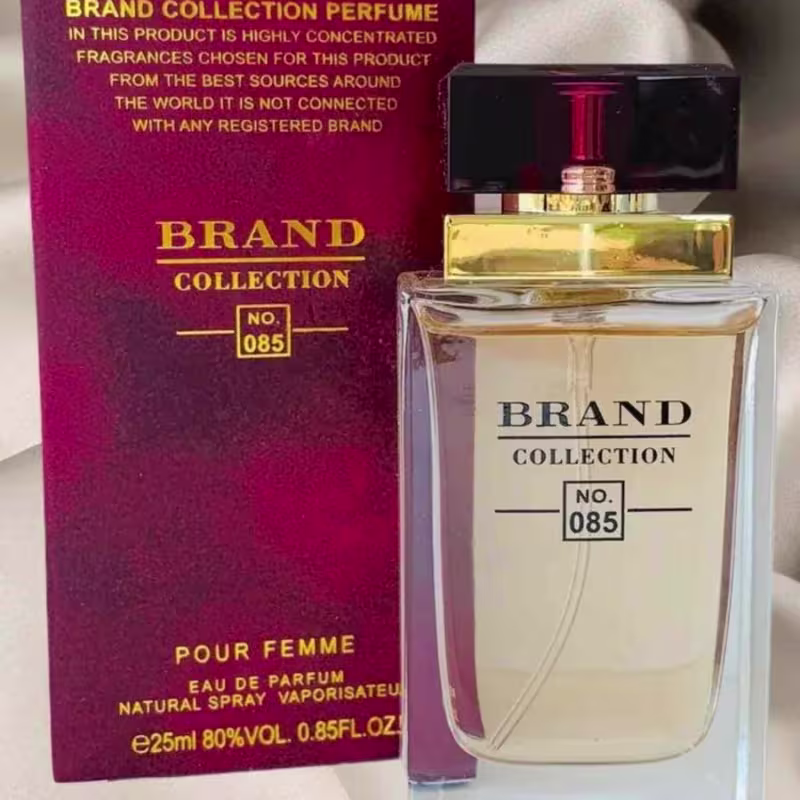 BRAND COLLECTION PERFUME
IN THIS PRODUCT IS HIGHLY CONCENTRATED
FRAGRANCES CHOSEN FOR THIS PRODUCT
FROM THE BEST SOURCES AROUND
THE WORLD IT IS NOT CONNECTED
WITH ANY REGISTERED BRAND
BRAND
COLLECTION
NO.
085
POUR FEMME
EAU DE PARFUM
NATURAL SPRAY VAPORISATEU
℮25ml 80%VOL. 0.85FL.OZ.
BRAND
COLLECTION
NO.
085